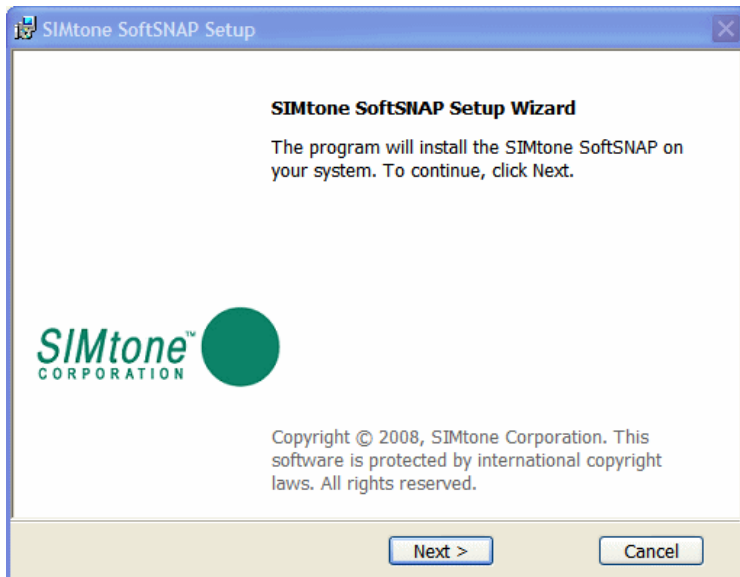 SIMtone SoftSNAP Setup
SIMtone SoftSNAP Setup Wizard
The program will install the SIMtone SoftSNAP on
your system. To continue, click Next.
SIMtone™
CORPORATION
Copyright © 2008, SIMtone Corporation. This
software is protected by international copyright
laws. All rights reserved.
Next >
Cancel